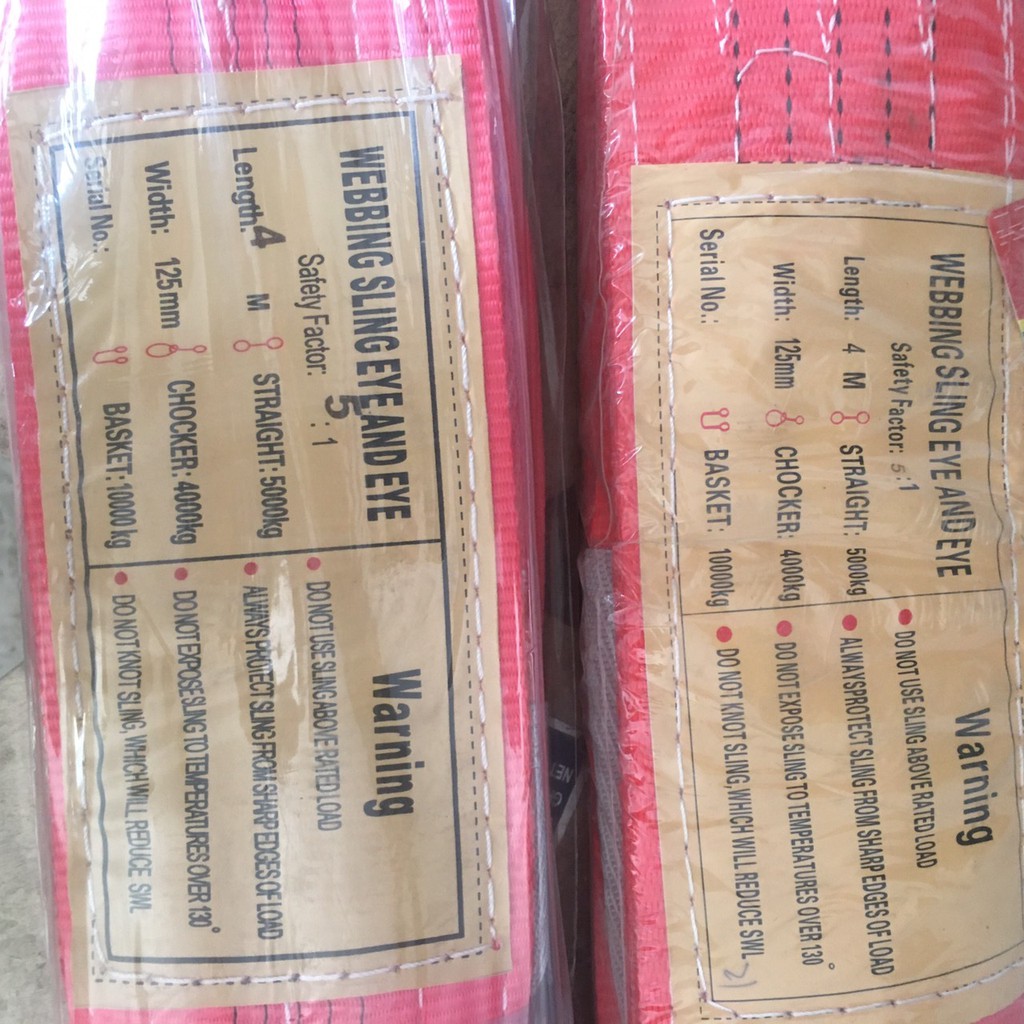 WEBBING SLING EYE AND EYE
Safety Factor: 5:1
Length: 4 M STRAIGHT: 5000kg
Width: 125mm CHOCKER: 4000kg
Serial No.: BASKET: 10000kg
Warning
DO NOT USE SLING ABOVE RATED LOAD
ALWAYS PROTECT SLING FROM SHARP EDGES OF LOAD
DO NOT EXPOSE SLING TO TEMPERATURES OVER 130°
DO NOT KNOT SLING, WHICH WILL REDUCE SWL
WEBBING SLING EYE AND EYE
Safety Factor: 5:1
Length: 4 M STRAIGHT: 5000kg
Width: 125mm CHOCKER: 4000kg
Serial No.: BASKET: 10000kg
Warning
DO NOT USE SLING ABOVE RATED LOAD
ALWAYSPROTECT SLING FROM SHARP EDGES OF LOAD
DO NOT EXPOSE SLING TO TEMPERATURES OVER 130°
DO NOT KNOT SLING, WHICH WILL REDUCE SWL